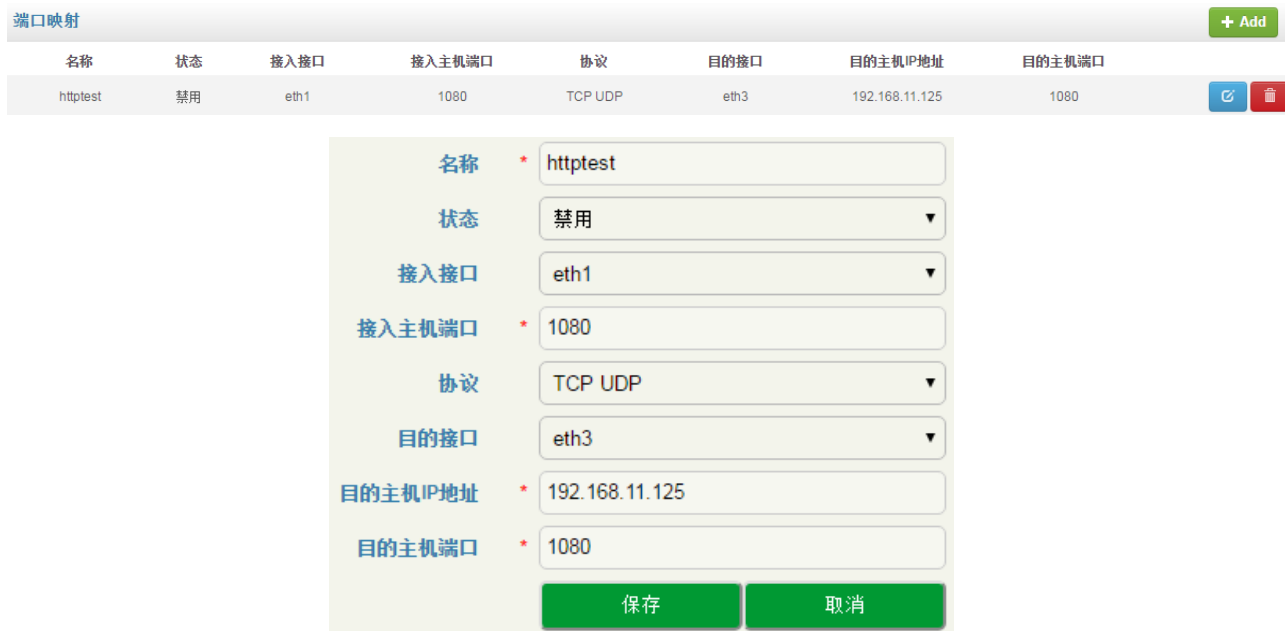 端口映射 + Add
名称 状态 接入接口 接入主机端口 协议 目的接口 目的主机IP地址 目的主机端口
httptest 禁用 eth1 1080 TCP UDP eth3 192.168.11.125 1080
名称 * httptest
状态 禁用
接入接口 eth1
接入主机端口 * 1080
协议 TCP UDP
目的接口 eth3
目的主机IP地址 * 192.168.11.125
目的主机端口 * 1080
保存 取消